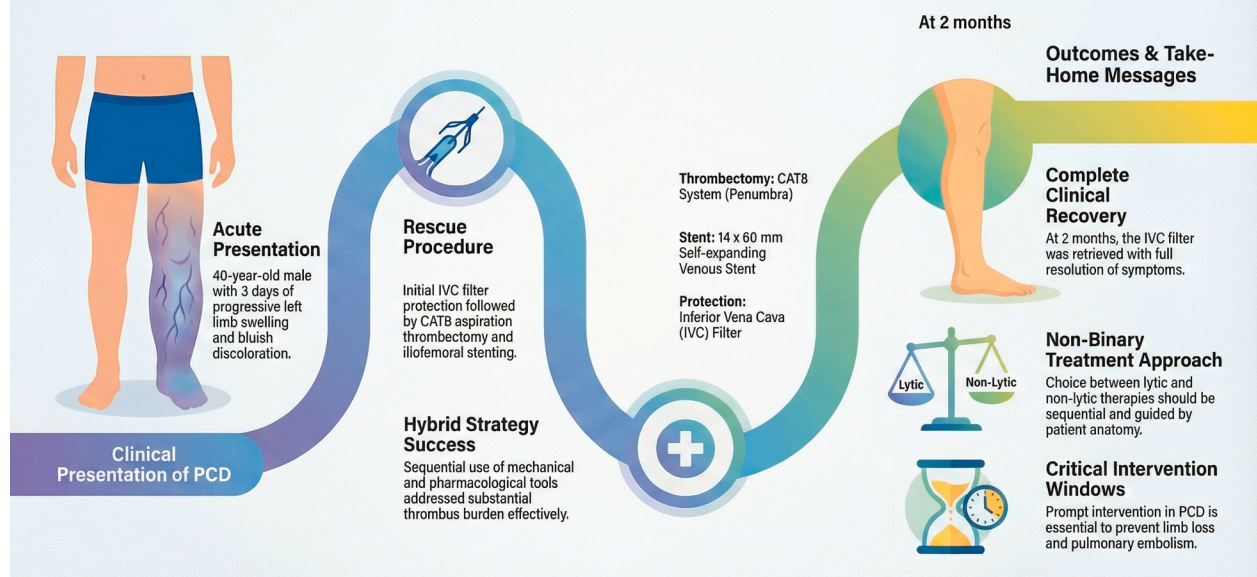 Clinical
Presentation of PCD
Acute
Presentation
40-year-old male
with 3 days of
progressive left
limb swelling
and bluish
discoloration.
Rescue
Procedure
Initial IVC filter
protection followed
by CAT8 aspiration
thrombectomy and
iliofemoral stenting.
Hybrid Strategy
Success
Sequential use of mechanical
and pharmacological tools
addressed substantial
thrombus burden effectively.
Thrombectomy: CAT8
System (Penumbra)
Stent: 14 x 60 mm
Self-expanding
Venous Stent
Protection:
Inferior Vena Cava
(IVC) Filter
At 2 months
Outcomes & Take-
Home Messages
Complete
Clinical
Recovery
At 2 months, the IVC filter
was retrieved with full
resolution of symptoms.
Lytic
Non-Lytic
Non-Binary
Treatment Approach
Choice between lytic and
non-lytic therapies should be
sequential and guided by
patient anatomy.
Critical Intervention
Windows
Prompt intervention in PCD is
essential to prevent limb loss
and pulmonary embolism.